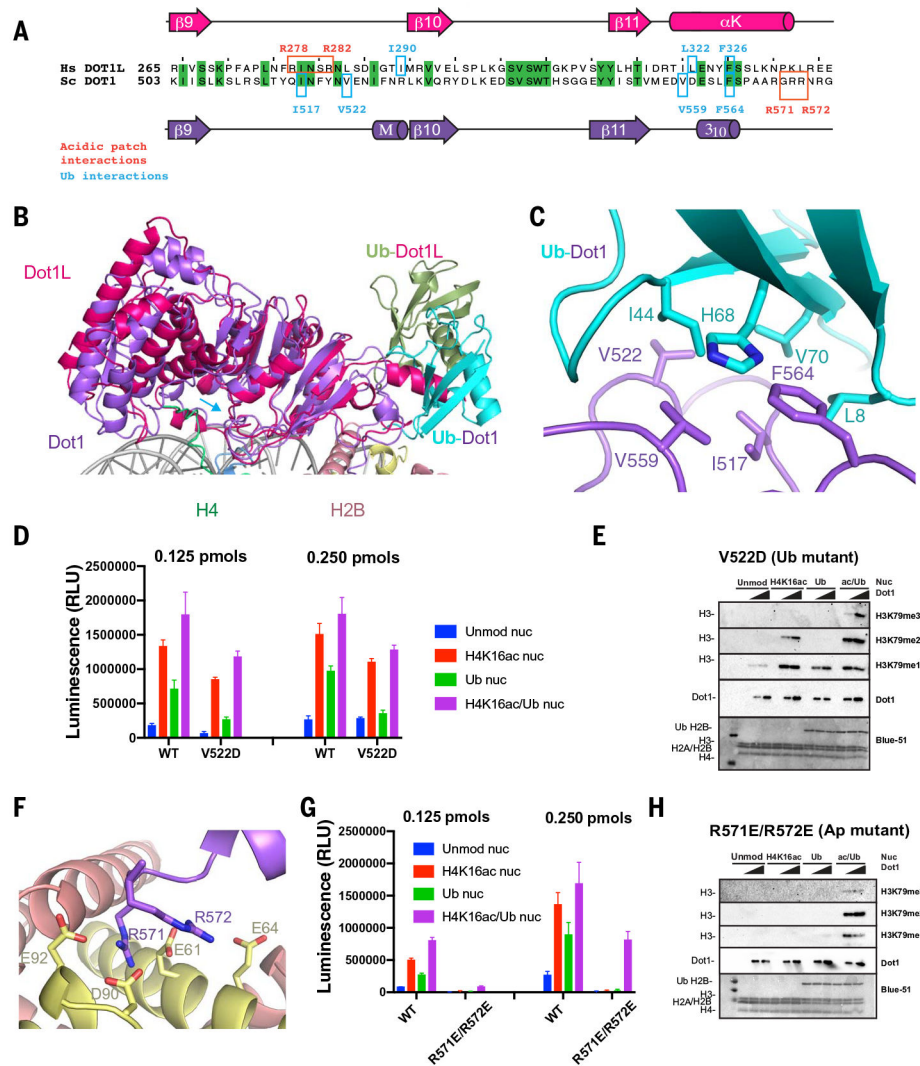 A
β9 β10 β11 αK
R278 R282 I290 L322 F326
Hs DOT1L 265 RIVSSKPFAPLNFRINSRNLSDIGTIMRVVELSPLKGSVSWTGKPVSYYLHTIDRTILENYFSSLKNPKLREE
Sc DOT1 503 KIISLKSFRSLTYQINFYNVENIFNRLKVQRYDLKEDSVSWTHSGGEYYISTVMEDVDESLFSPAARGRRNRG
I517 V522 V559 F564 R571 R572
β9 M β10 β11 3₁₀
Acidic patch
interactions
Ub interactions
B
Dot1L
Ub-Dot1L
Dot1
Ub-Dot1
H4 H2B
C
Ub-Dot1
I44 H68
V522 V70
F564
L8
V559 I517
D
0.125 pmols 0.250 pmols
Luminescence (RLU)
2500000
2000000
1500000
1000000
500000
0
WT V522D WT V522D
Unmod nuc
H4K16ac nuc
Ub nuc
H4K16ac/Ub nuc
E
V522D (Ub mutant)
Unmod H4K16ac Ub ac/Ub Nuc
Dot1
H3- H3K79me3
H3- H3K79me2
H3- H3K79me1
Dot1- Dot1
Ub H2B-
H3- Blue-51
H2A/H2B
H4-
F
R572
R571 E64
E92 E61
D90
G
0.125 pmols 0.250 pmols
Luminescence (RLU)
2500000
2000000
1500000
1000000
500000
0
WT R571E/R572E WT R571E/R572E
Unmod nuc
H4K16ac nuc
Ub nuc
H4K16ac/Ub nuc
H
R571E/R572E (Ap mutant)
Unmod H4K16ac Ub ac/Ub Nuc
Dot1
H3- H3K79me
H3- H3K79me
H3- H3K79me
Dot1- Dot1
Ub H2B-
H3- Blue-51
H2A/H2B
H4-